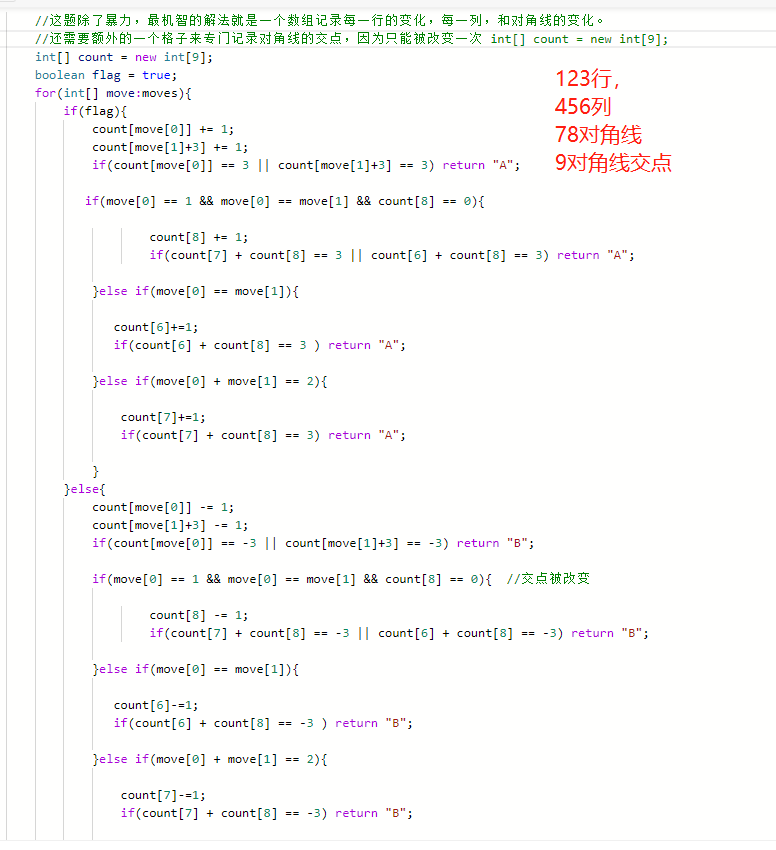 //这题除了暴力，最机智的解法就是一个数组记录每一行的变化，每一列，和对角线的变化。
//还需要额外的一个格子来专门记录对角线的交点，因为只能被改变一次 int[] count = new int[9];
int[] count = new int[9];
boolean flag = true;
for(int[] move:moves){
if(flag){
count[move[0]] += 1;
count[move[1]+3] += 1;
if(count[move[0]] == 3 || count[move[1]+3] == 3) return "A";
123行，
456列
78对角线
9对角线交点
if(move[0] == 1 && move[0] == move[1] && count[8] == 0){
count[8] += 1;
if(count[7] + count[8] == 3 || count[6] + count[8] == 3) return "A";
}else if(move[0] == move[1]){
count[6]+=1;
if(count[6] + count[8] == 3 ) return "A";
}else if(move[0] + move[1] == 2){
count[7]+=1;
if(count[7] + count[8] == 3) return "A";
}
}else{
count[move[0]] -= 1;
count[move[1]+3] -= 1;
if(count[move[0]] == -3 || count[move[1]+3] == -3) return "B";
if(move[0] == 1 && move[0] == move[1] && count[8] == 0){ //交点被改变
count[8] -= 1;
if(count[7] + count[8] == -3 || count[6] + count[8] == -3) return "B";
}else if(move[0] == move[1]){
count[6]-=1;
if(count[6] + count[8] == -3 ) return "B";
}else if(move[0] + move[1] == 2){
count[7]-=1;
if(count[7] + count[8] == -3) return "B";